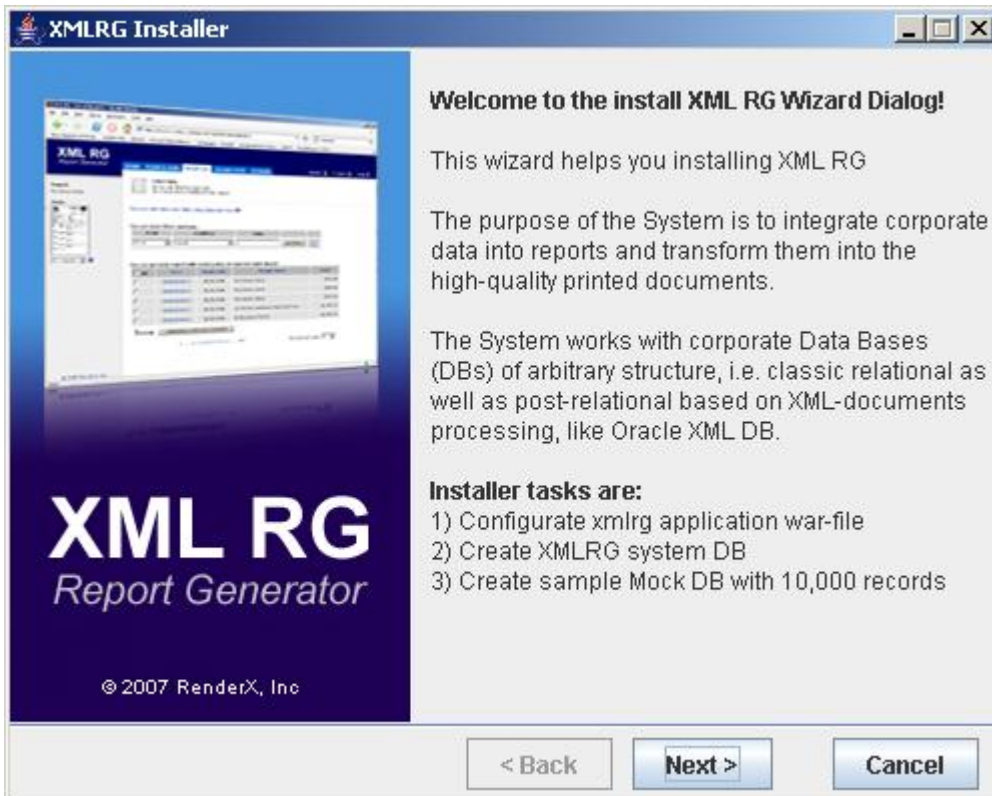 XMLRG Installer
XML RG
Report Generator
XML RG
Report Generator
© 2007 RenderX, Inc
Welcome to the install XML RG Wizard Dialog!
This wizard helps you installing XML RG
The purpose of the System is to integrate corporate
data into reports and transform them into the
high-quality printed documents.
The System works with corporate Data Bases
(DBs) of arbitrary structure, i.e. classic relational as
well as post-relational based on XML-documents
processing, like Oracle XML DB.
Installer tasks are:
1) Configurate xmlrg application war-file
2) Create XMLRG system DB
3) Create sample Mock DB with 10,000 records
< Back
Next >
Cancel